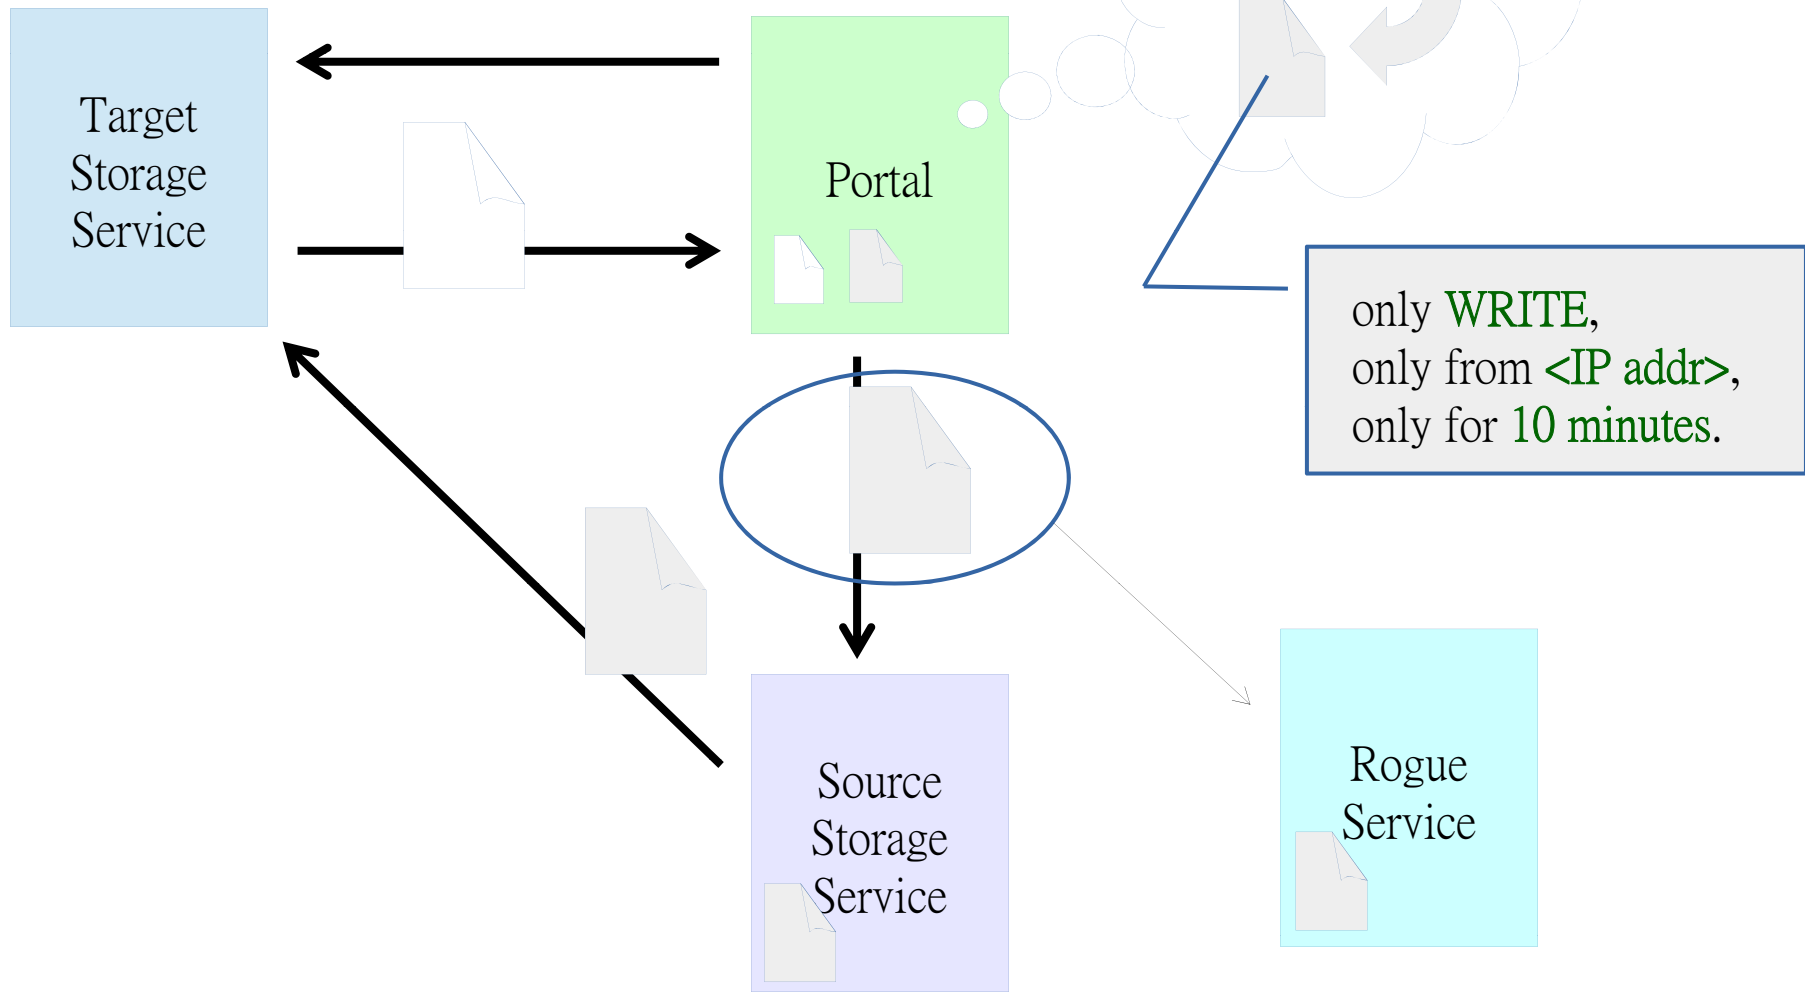 Target
Storage
Service
Portal
only WRITE,
only from <IP addr>,
only for 10 minutes.
Source
Storage
Service
Rogue
Service